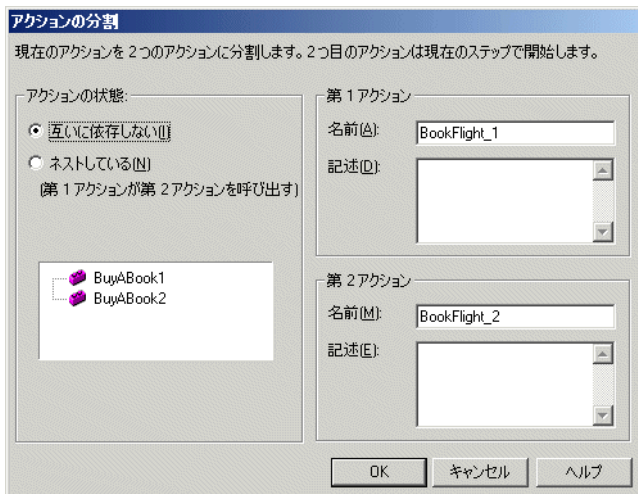 アクションの分割
現在のアクションを 2つのアクションに分割します。2つ目のアクションは現在のステップで開始します。
アクションの状態:
互いに依存しない(I)
ネストしている(N)
(第 1アクションが第 2アクションを呼び出す)
BuyABook1
BuyABook2
第 1アクション
名前(A): BookFlight_1
記述(D):
第 2アクション
名前(M): BookFlight_2
記述(E):
OK キャンセル ヘルプ